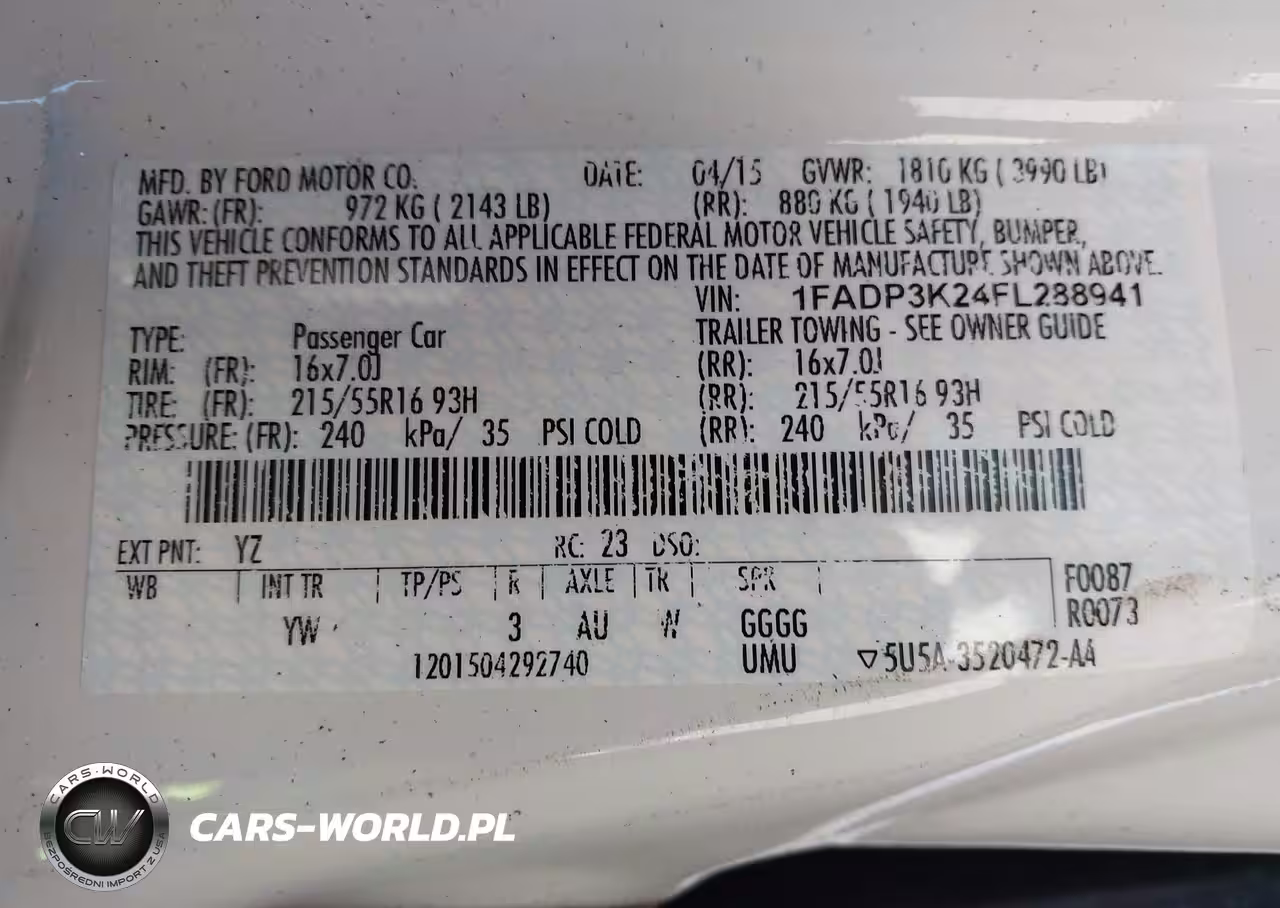 MFD. BY FORD MOTOR CO. DATE: 04/15 GVWR: 1810 KG ( 3990 LB)
GAWR: (FR): 972 KG ( 2143 LB) (RR): 880 KG ( 1940 LB)
THIS VEHICLE CONFORMS TO ALL APPLICABLE FEDERAL MOTOR VEHICLE SAFETY, BUMPER,
AND THEFT PREVENTION STANDARDS IN EFFECT ON THE DATE OF MANUFACTURE SHOWN ABOVE.
VIN: 1FADP3K24FL288941
TYPE: Passenger Car TRAILER TOWING - SEE OWNER GUIDE
RIM: (FR): 16x7.0J (RR): 16x7.0J
TIRE: (FR): 215/55R16 93H (RR): 215/55R16 93H
PRESSURE: (FR): 240 kPa/ 35 PSI COLD (RR): 240 kPa/ 35 PSI COLD
EXT PNT: YZ RC: 23 DSO:
WB INT TR TP/PS R AXLE TR SPR F0087
YW 3 AU W GGGG R0073
1201504292740 UMU ▽5U5A-3520472-A4
CARS-WORLD
CW
BEZPOŚREDNI IMPORT Z USA
CARS-WORLD.PL